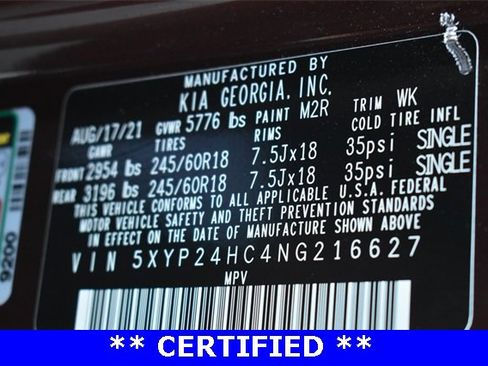 MANUFACTURED BY
KIA GEORGIA, INC.
AUG/17/21 GVWR 5776 lbs PAINT M2R TRIM WK
GAWR TIRES RIMS COLD TIRE INFL
FRONT 2954 lbs 245/60R18 7.5Jx18 35psi SINGLE
REAR 3196 lbs 245/60R18 7.5Jx18 35psi SINGLE
THIS VEHICLE CONFORMS TO ALL APPLICABLE U.S.A. FEDERAL
MOTOR VEHICLE SAFETY AND THEFT PREVENTION STANDARDS
IN EFFECT ON THE DATE OF MANUFACTURE SHOWN ABOVE
VIN 5XYP24HC4NG216627
MPV
9200
** CERTIFIED **